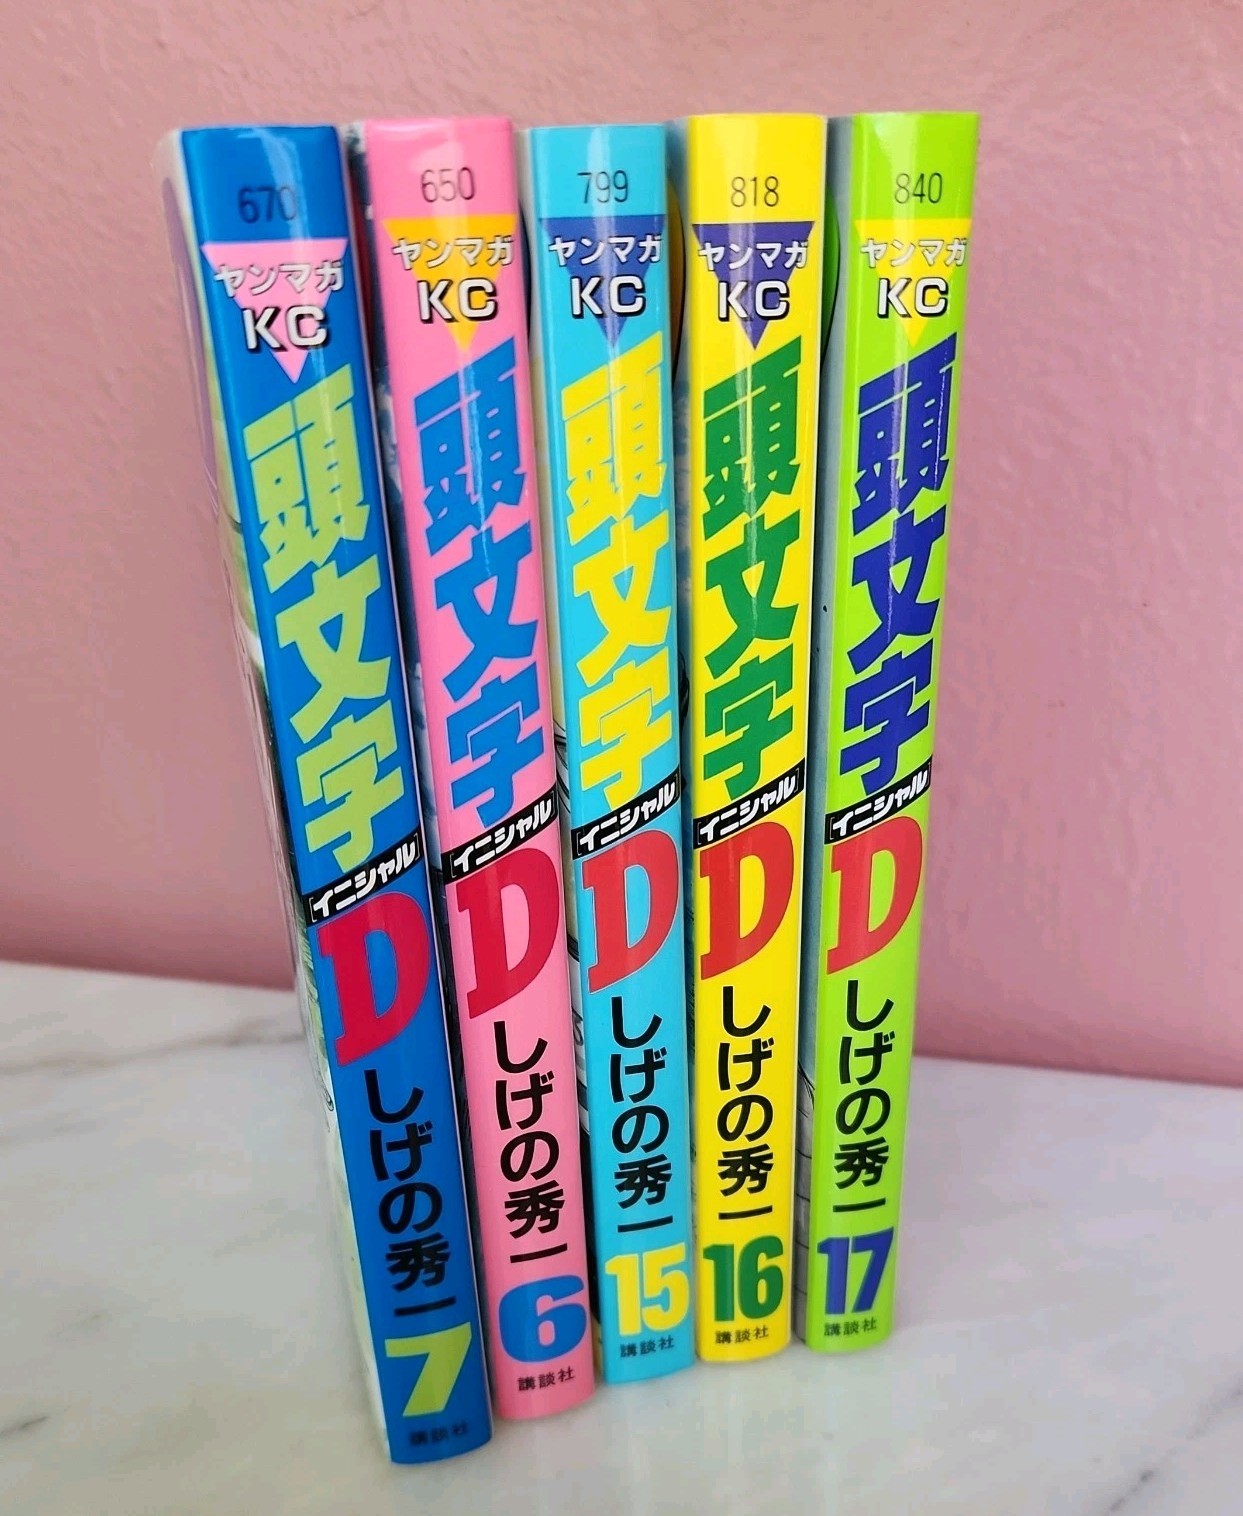 670
ヤンマガ
KC
頭文字
[イニシャル]
D
しげの秀一
7
講談社
650
ヤンマガ
KC
頭文字
[イニシャル]
D
しげの秀一
6
講談社
799
ヤンマガ
KC
頭文字
[イニシャル]
D
しげの秀一
15
講談社
818
ヤンマガ
KC
頭文字
[イニシャル]
D
しげの秀一
16
講談社
840
ヤンマガ
KC
頭文字
[イニシャル]
D
しげの秀一
17
講談社